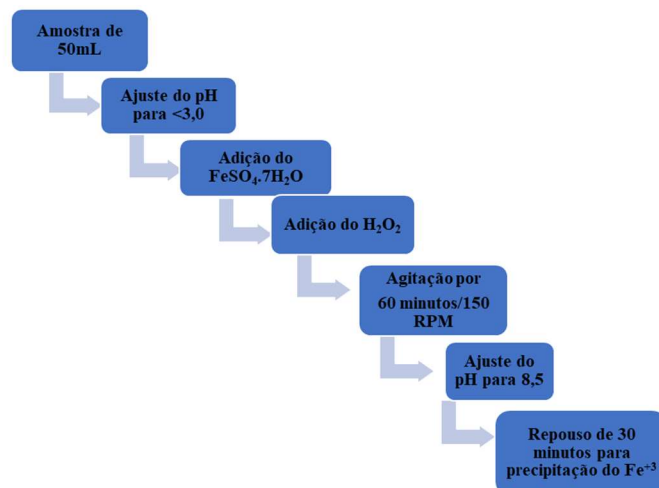 Amostra de
50mL
Ajuste do pH
para <3,0
Adição do
FeSO₄.7H₂O
Adição do H₂O₂
Agitação por
60 minutos/150
RPM
Ajuste do
pH para 8,5
Repouso de 30
minutos para
precipitação do Fe⁺³